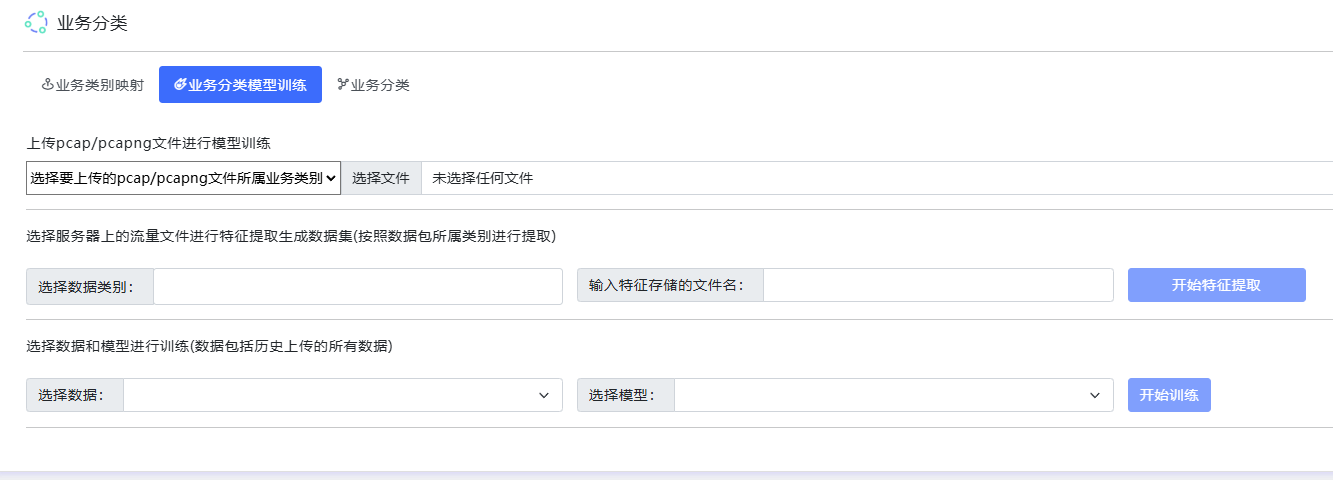 业务分类
业务类别映射 业务分类模型训练 业务分类
上传pcap/pcapng文件进行模型训练
选择要上传的pcap/pcapng文件所属业务类别 选择文件 未选择任何文件
选择服务器上的流量文件进行特征提取生成数据集(按照数据包所属类别进行提取)
选择数据类别： 输入特征存储的文件名： 开始特征提取
选择数据和模型进行训练(数据包括历史上传的所有数据)
选择数据： 选择模型： 开始训练